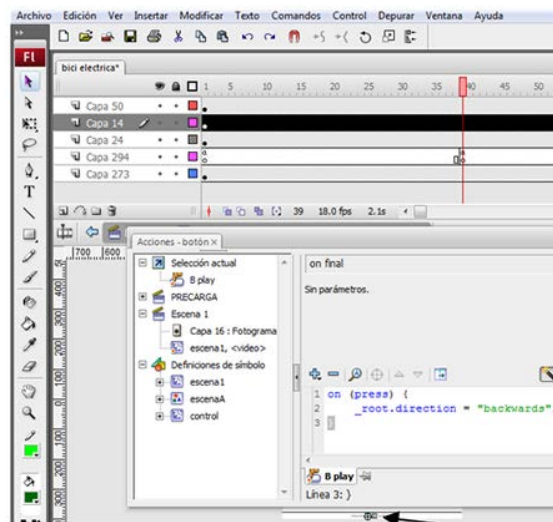 Archivo Edición Ver Insertar Modificar Texto Comandos Control Depurar Ventana Ayuda
Fl
bici electrica*
1 5 10 15 20 25 30 35 40 45 50
Capa 50
Capa 14
Capa 24
Capa 294
a a
Capa 273
39 18.0 fps 2.1s
Acciones - botón ×
700 600
Selección actual
B play
PRECARGA
Escena 1
Capa 16 : Fotograma
escena1, <video>
Definiciones de símbolo
escena1
escenaA
control
on final
Sin parámetros.
1 on (press) {
2 _root.direction = "backwards"
3 }
B play
Línea 3: }
T